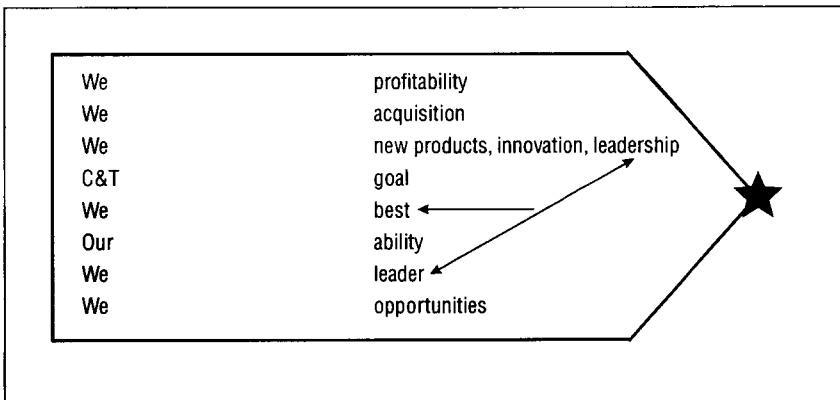 We profitability
We acquisition
We new products, innovation, leadership
C&T goal
We best
Our ability
We leader
We opportunities